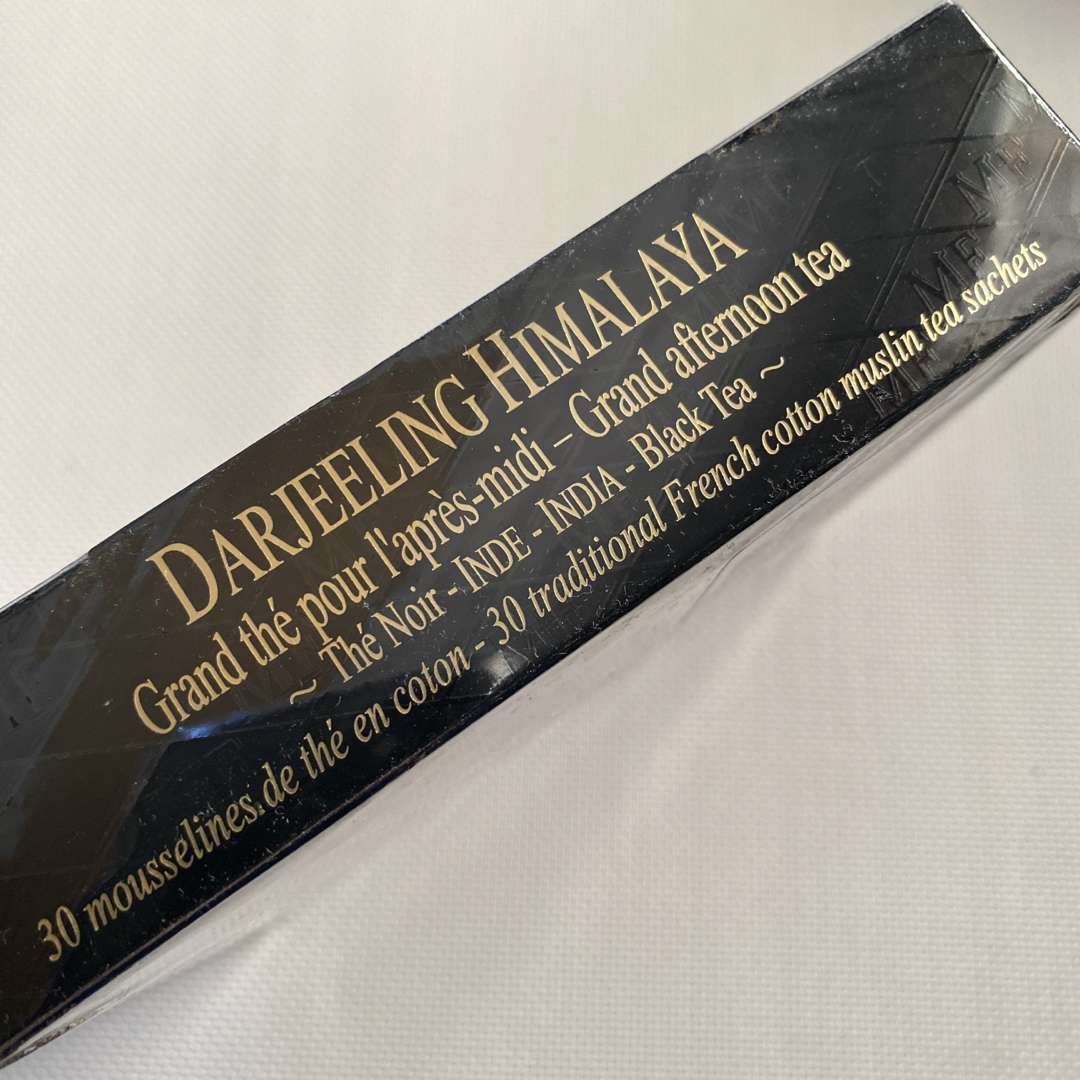 DARJEELING HIMALAYA
Grand thé pour l'après-midi – Grand afternoon tea
~ Thé Noir - INDE - INDIA - Black Tea ~
30 mousselines de thé en coton - 30 traditional French cotton muslin tea sachets